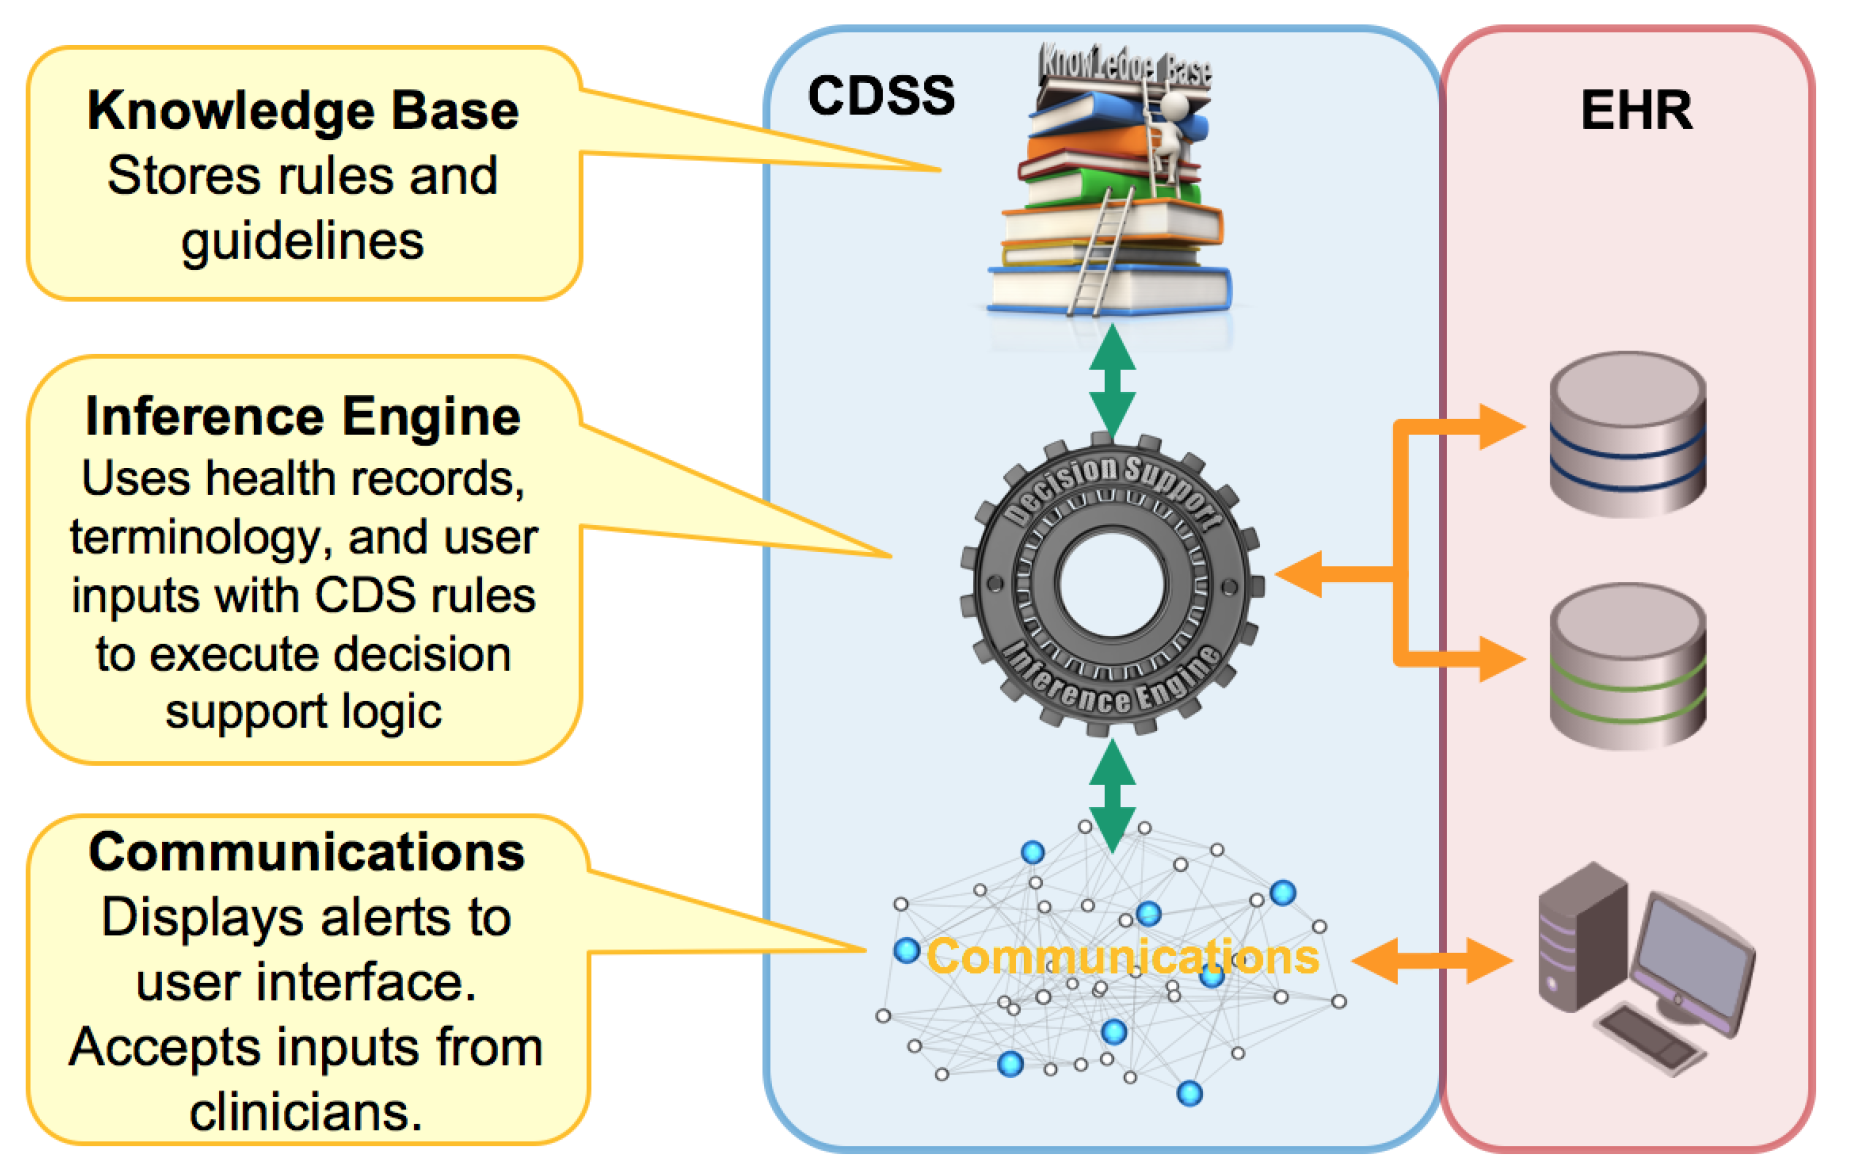 Knowledge Base
Stores rules and
guidelines
Inference Engine
Uses health records,
terminology, and user
inputs with CDS rules
to execute decision
support logic
Communications
Displays alerts to
user interface.
Accepts inputs from
clinicians.
CDSS
Knowledge Base
Decision Support
Inference Engine
Communications
EHR